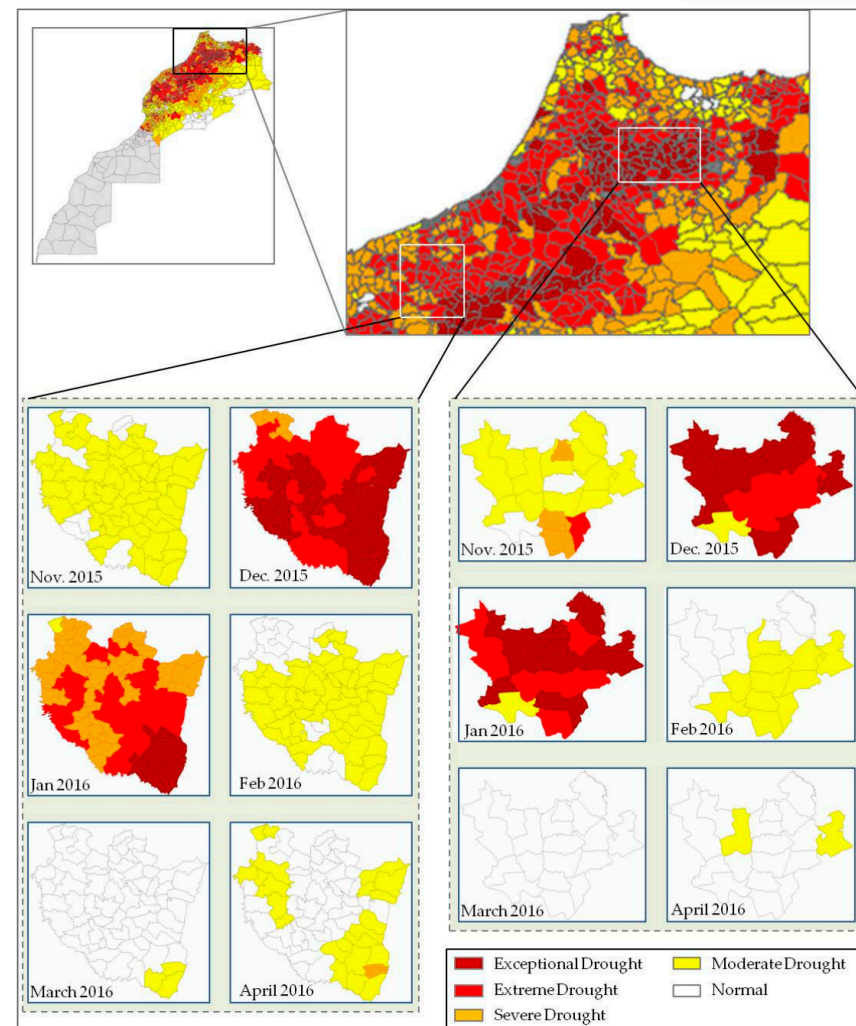 Nov. 2015
Dec. 2015
Jan 2016
Feb 2016
March 2016
April 2016
Nov. 2015
Dec. 2015
Jan 2016
Feb 2016
March 2016
April 2016
Exceptional Drought
Moderate Drought
Extreme Drought
Normal
Severe Drought